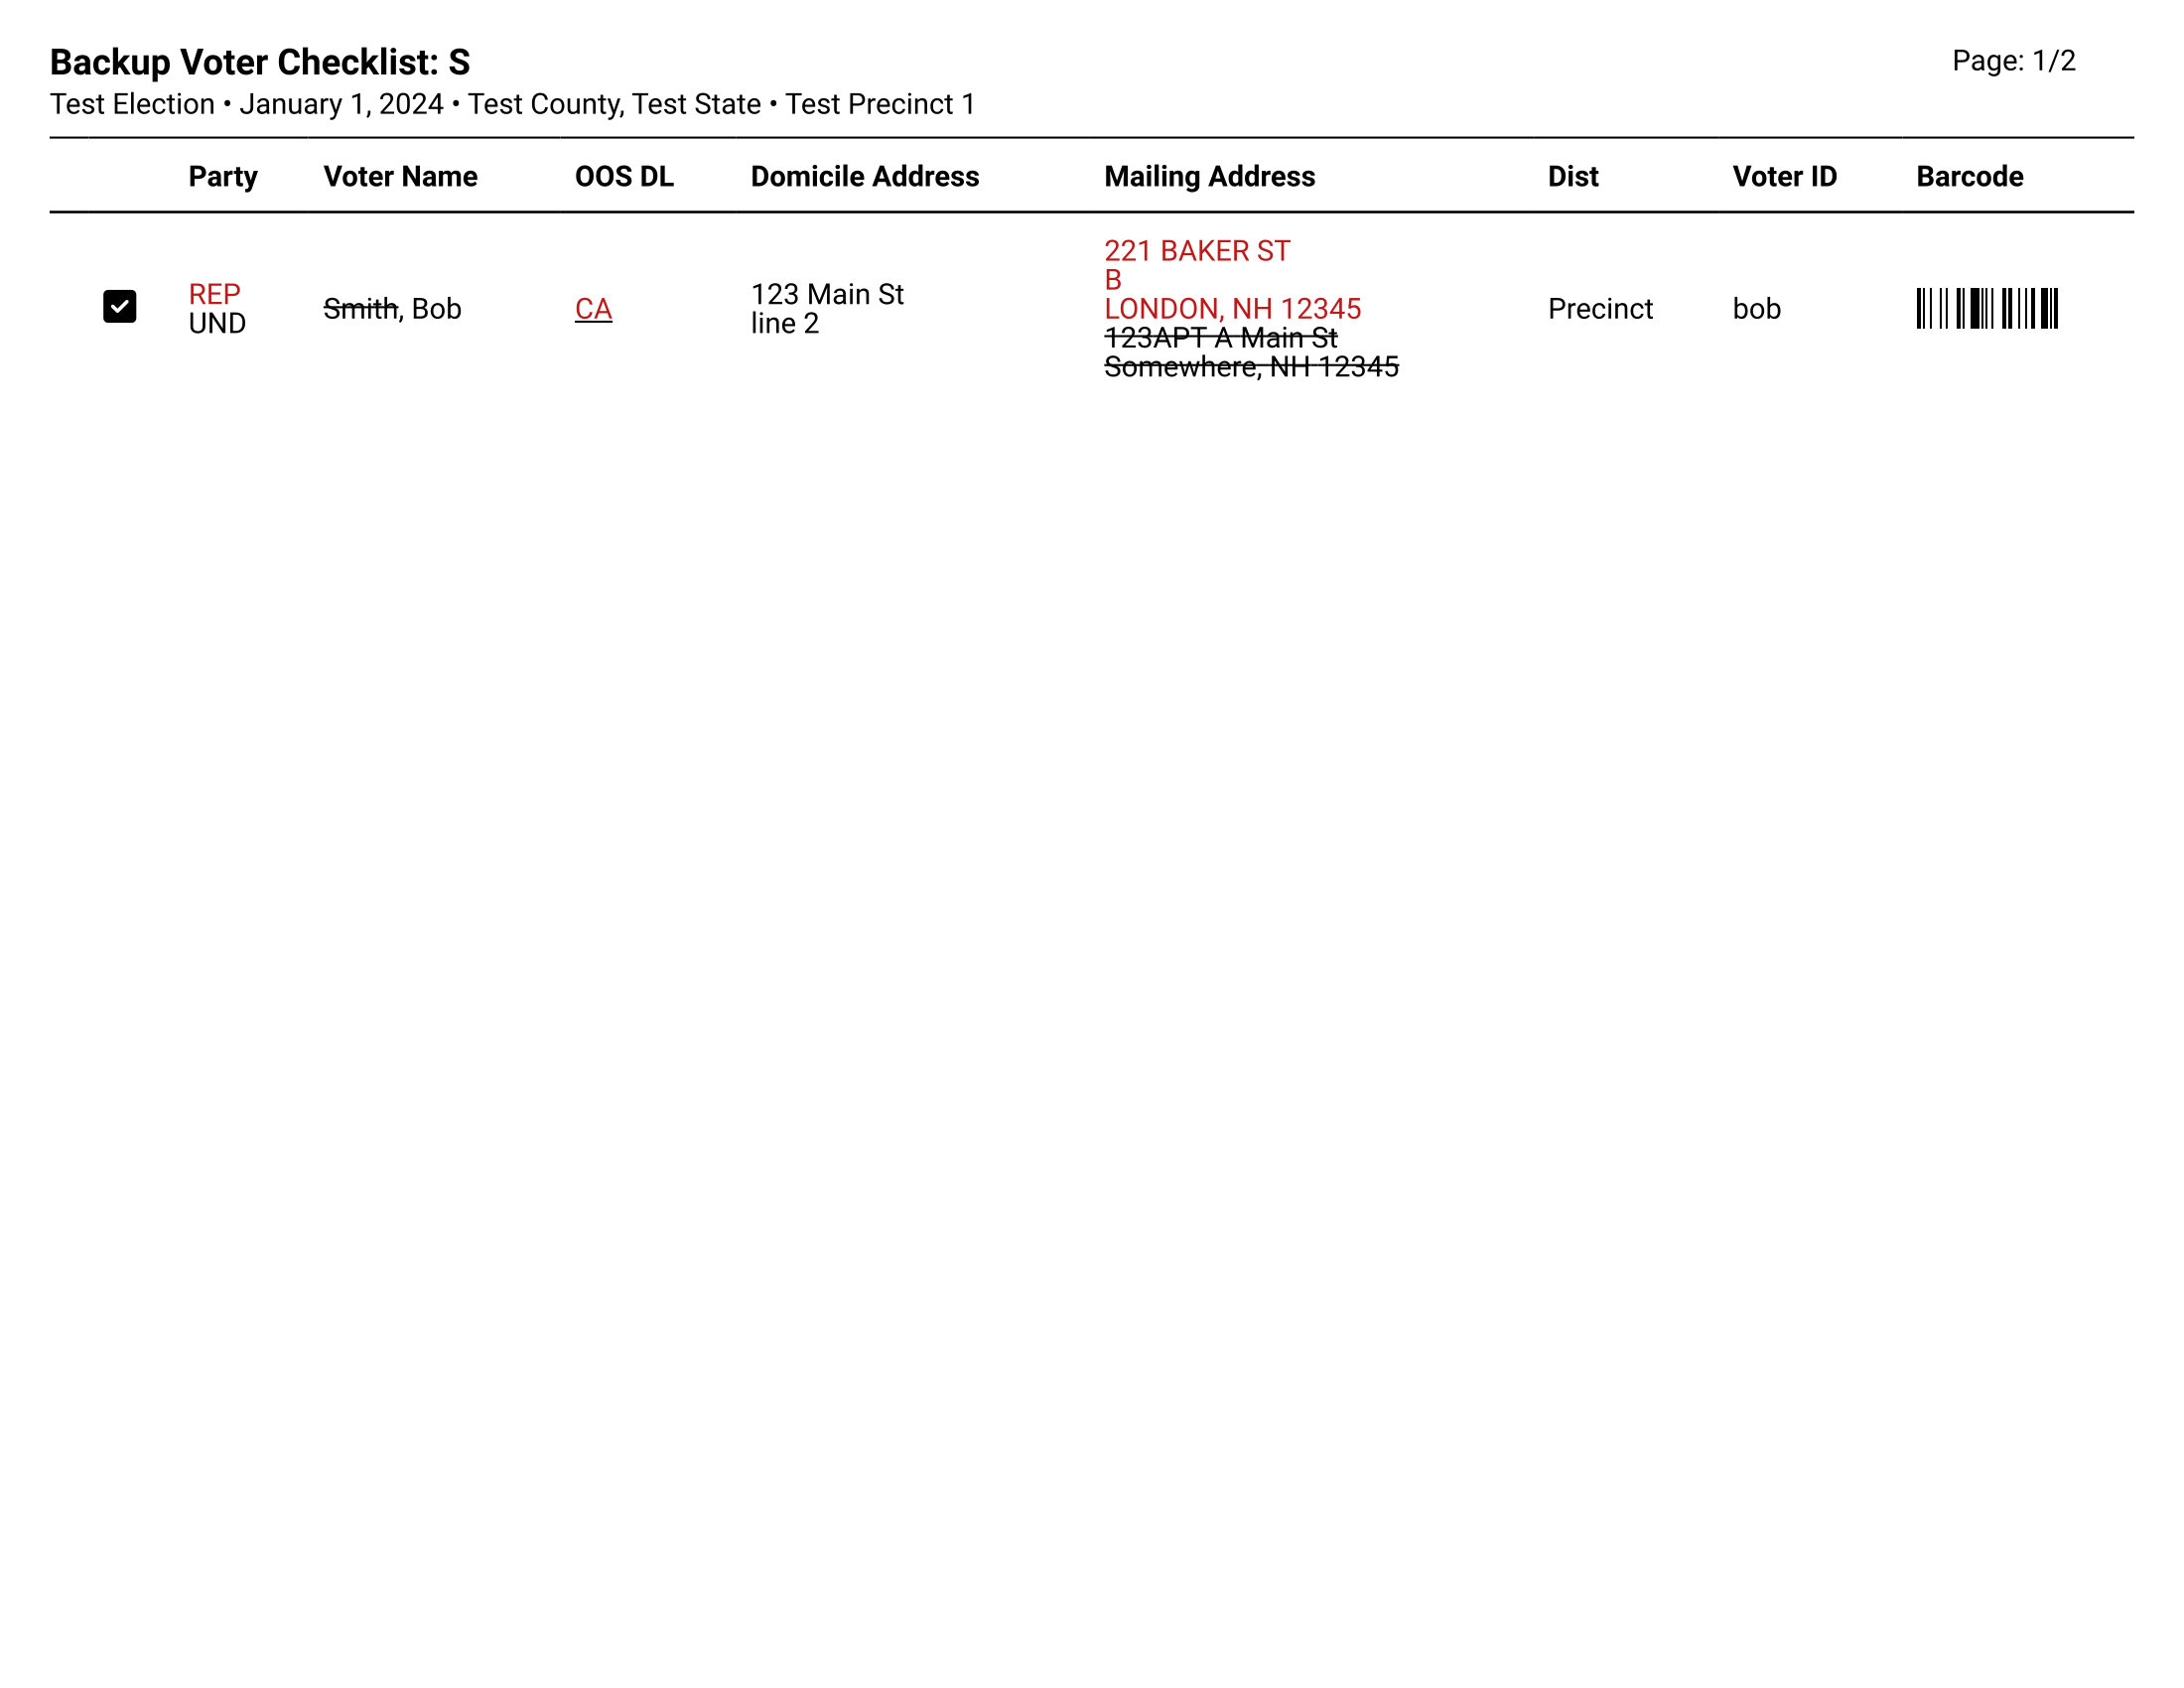 Backup Voter Checklist: S
Page: 1/2
Test Election • January 1, 2024 • Test County, Test State • Test Precinct 1
Party Voter Name OOS DL Domicile Address Mailing Address Dist Voter ID Barcode
REP
UND
Smith, Bob
CA
123 Main St
line 2
221 BAKER ST
B
LONDON, NH 12345
123APT A Main St
Somewhere, NH 12345
Precinct
bob